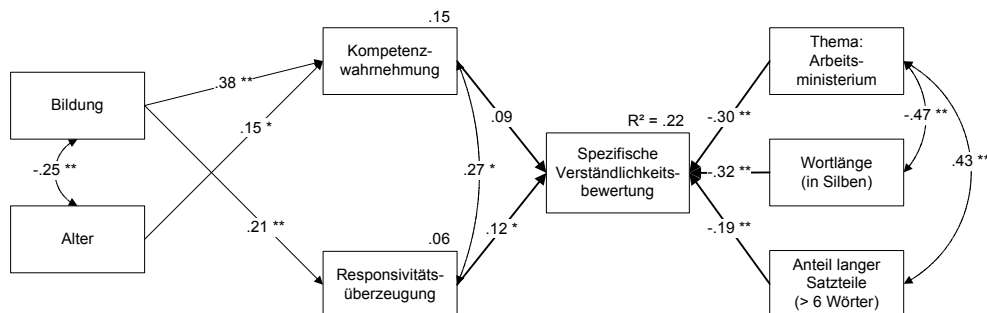 .15
Kompetenz-
wahrnehmung
Thema:
Arbeits-
ministerium
Bildung
.38 **
.15 *
.09
R² = .22
-.30 **
-.47 **
Spezifische
Verständlichkeits-
bewertung
-.25 **
.27 *
-.32 **
Wortlänge
(in Silben)
.43 **
Alter
.21 **
.12 *
-.19 **
.06
Responsivitäts-
überzeugung
Anteil langer
Satzteile
(> 6 Wörter)